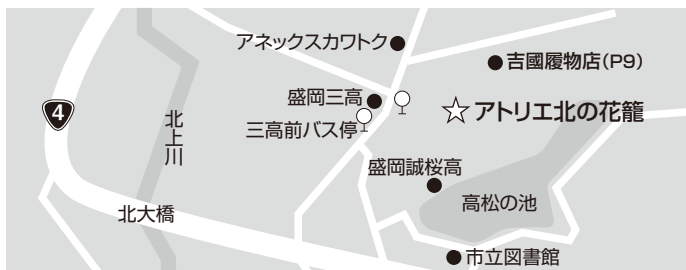 アネックスカワトク
吉國履物店(P9)
4
盛岡三高
アトリエ北の花籠
北上川
三高前バス停
盛岡誠桜高
高松の池
北大橋
市立図書館